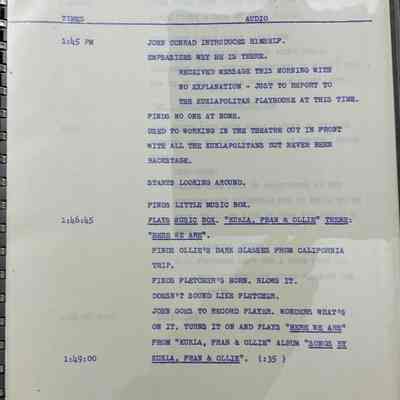 TIMES AUDIO
1:45 PM JOHN CONRAD INTRODUCES HIMSELF.
EMPHASIZES WHY HE IS THERE.
RECEIVED MESSAGE THIS MORNING WITH
NO EXPLANATION - JUST TO REPORT TO
THE KUKLAPOLITAN PLAYHOUSE AT THIS TIME.
FINDS NO ONE AT HOME.
USED TO WORKING IN THE THEATRE OUT IN FRONT
WITH ALL THE KUKLAPOLITANS BUT NEVER BEEN
BACKSTAGE.
STARTS LOOKING AROUND.
FINDS LITTLE MUSIC BOX.
1:46:45 PLAYS MUSIC BOX. "KUKLA, FRAN & OLLIE" THEME:
"HERE WE ARE".
FINDS OLLIE'S DARK GLASSES FROM CALIFORNIA
TRIP.
FINDS FLETCHER'S HORN. BLOWS IT.
DOESN'T SOUND LIKE FLETCHER.
JOHN GOES TO RECORD PLAYER. WONDERS WHAT'S
ON IT. TURNS IT ON AND PLAYS "HERE WE ARE"
FROM "KUKLA, FRAN & OLLIE" ALBUM "SONGS BY
1:49:00 KUKLA, FRAN & OLLIE". (:35 )